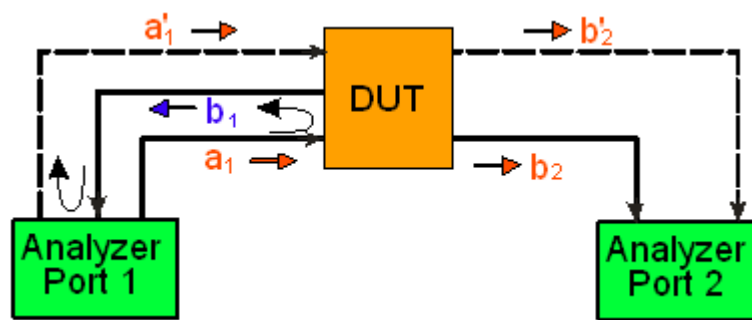 a'₁
b'₂
DUT
b₁
a₁
b₂
Analyzer
Port 1
Analyzer
Port 2